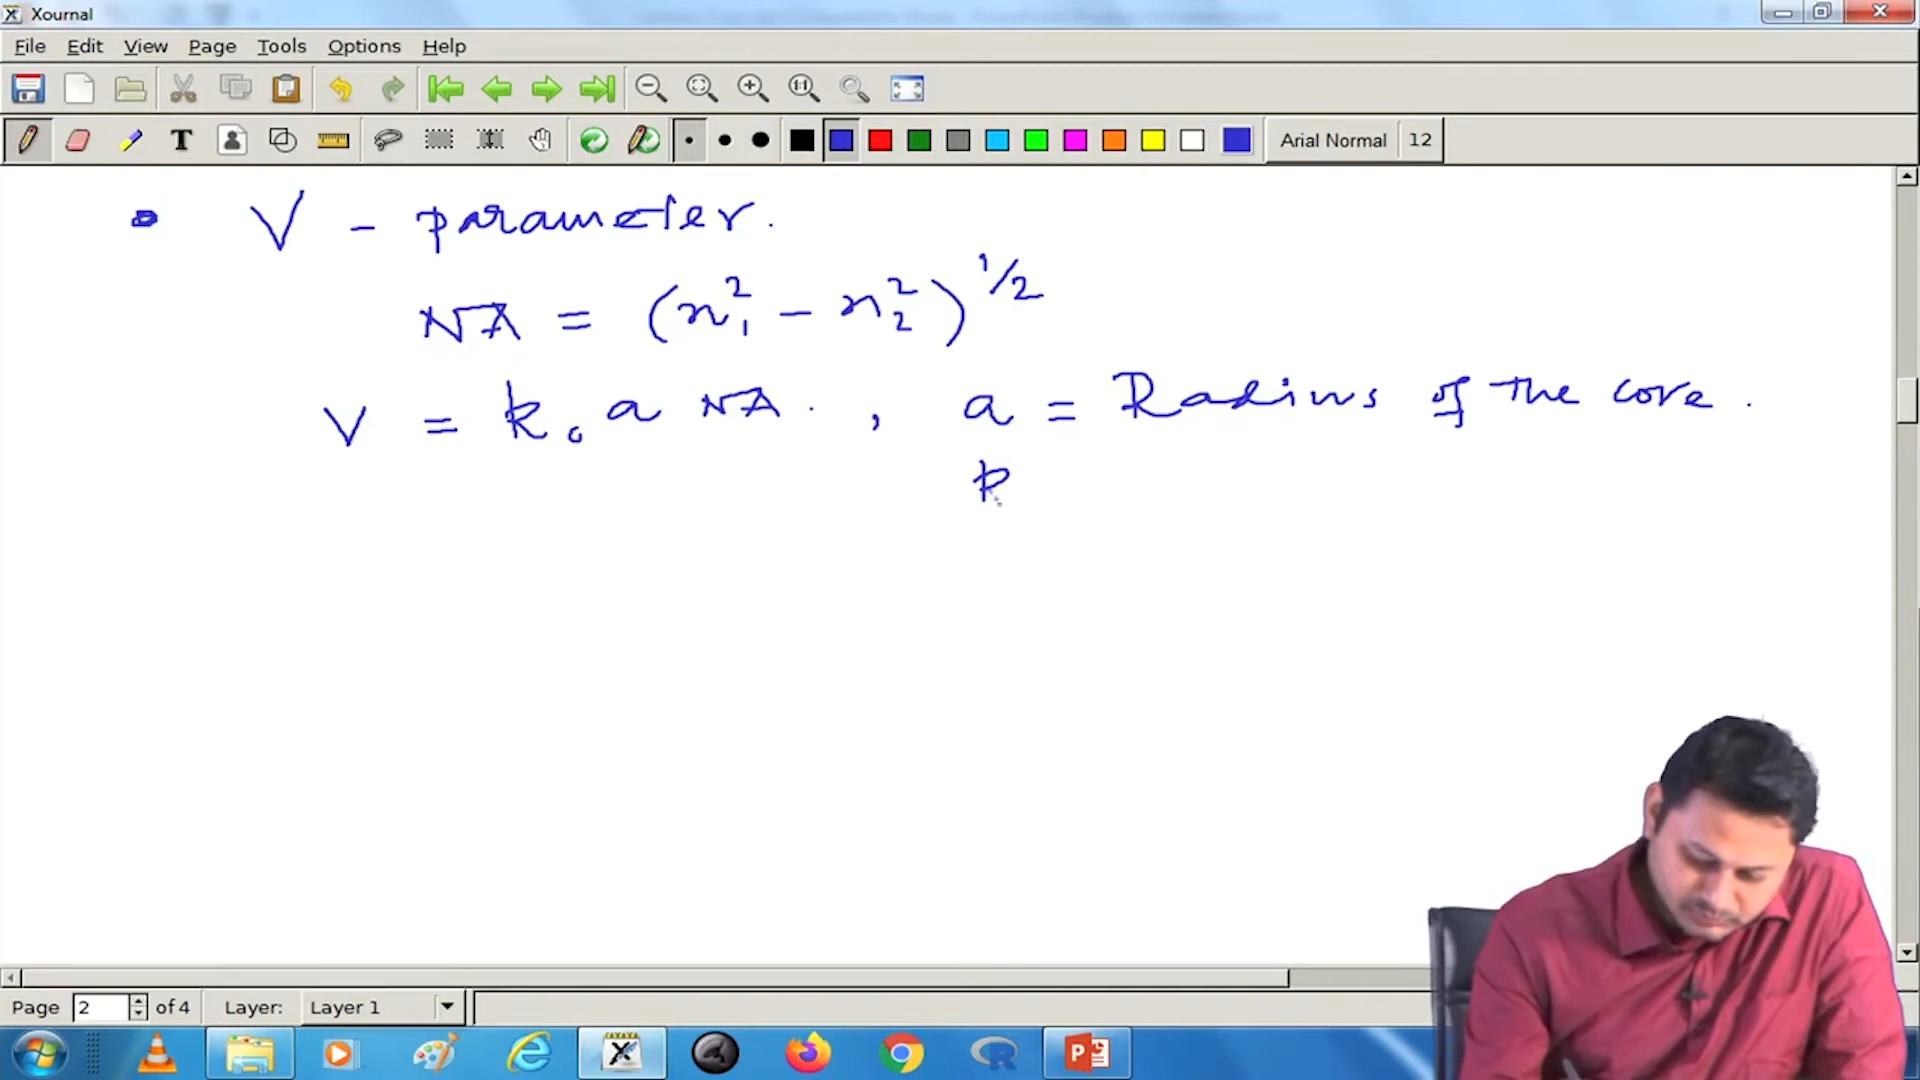 Xournal
File Edit View Page Tools Options Help
T Arial Normal 12
V - parameter.
NA = (n₁² - n₂²)^1/2
V = k₀ a NA. , a = Radius of the core.
k
Page 2 of 4 Layer: Layer 1